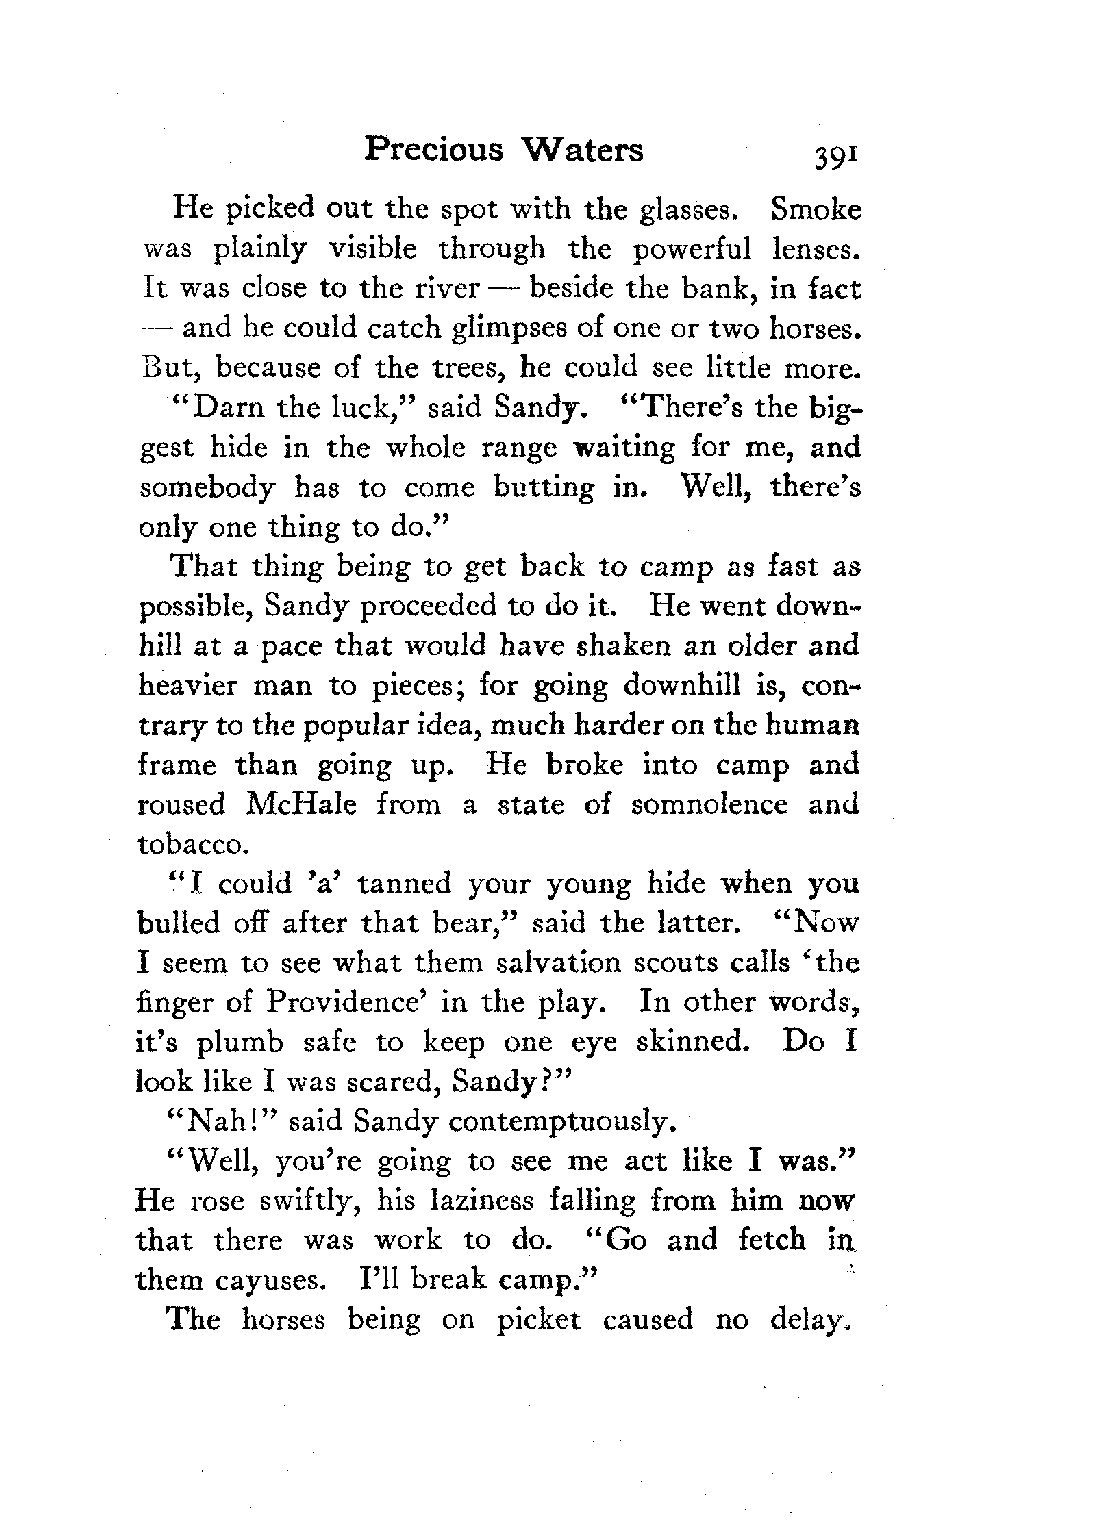 Precious Waters 391
He picked out the spot with the glasses. Smoke
was plainly visible through the powerful lenses.
It was close to the river — beside the bank, in fact
— and he could catch glimpses of one or two horses.
But, because of the trees, he could see little more.
“Darn the luck,” said Sandy. “There’s the big-
gest hide in the whole range waiting for me, and
somebody has to come butting in. Well, there’s
only one thing to do.”
That thing being to get back to camp as fast as
possible, Sandy proceeded to do it. He went down-
hill at a pace that would have shaken an older and
heavier man to pieces; for going downhill is, con-
trary to the popular idea, much harder on the human
frame than going up. He broke into camp and
roused McHale from a state of somnolence and
tobacco.
“I could ’a’ tanned your young hide when you
bulled off after that bear,” said the latter. “Now
I seem to see what them salvation scouts calls ‘the
finger of Providence’ in the play. In other words,
it’s plumb safe to keep one eye skinned. Do I
look like I was scared, Sandy?”
“Nah!” said Sandy contemptuously.
“Well, you’re going to see me act like I was.”
He rose swiftly, his laziness falling from him now
that there was work to do. “Go and fetch in
them cayuses. I’ll break camp.”
The horses being on picket caused no delay.